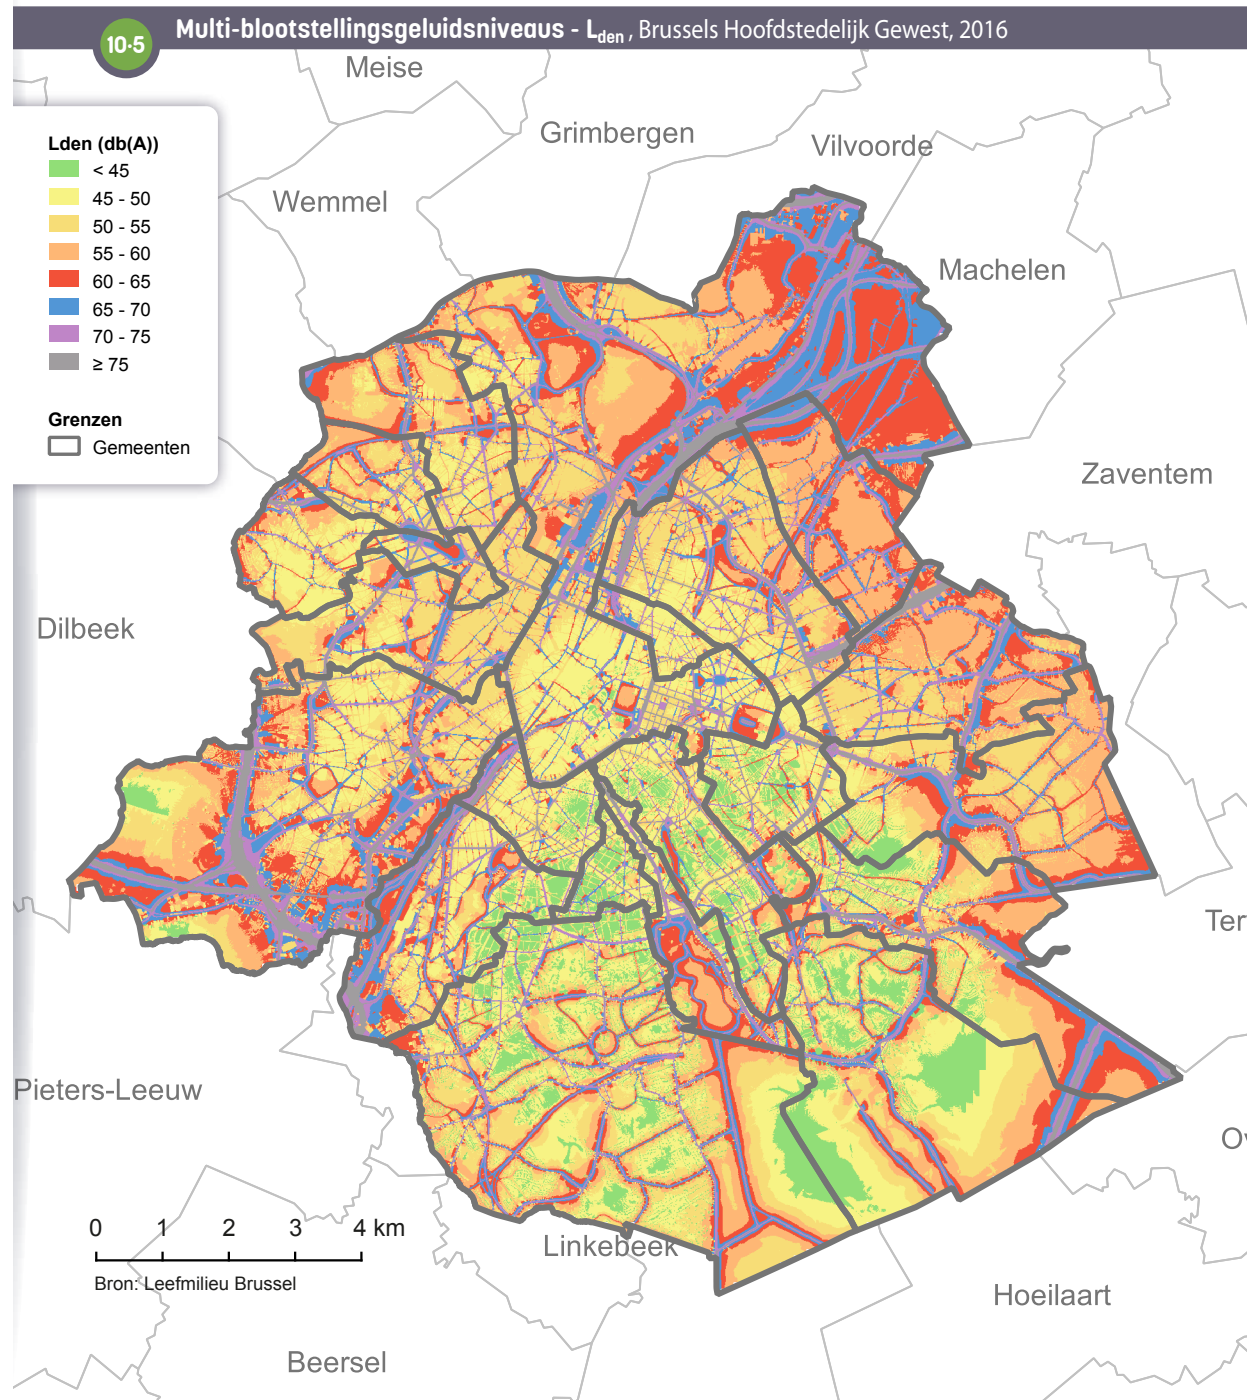 10·5
Multi-blootstellingsgeluidsniveaus - Lden, Brussels Hoofdstedelijk Gewest, 2016
Meise
Grimbergen
Vilvoorde
Wemmel
Machelen
Lden (db(A))
< 45
45 - 50
50 - 55
55 - 60
60 - 65
65 - 70
70 - 75
≥ 75
Grenzen
Gemeenten
Zaventem
Dilbeek
Ter
Pieters-Leeuw
Ov
0 1 2 3 4 km
Linkebeek
Bron: Leefmilieu Brussel
Hoeilaart
Beersel